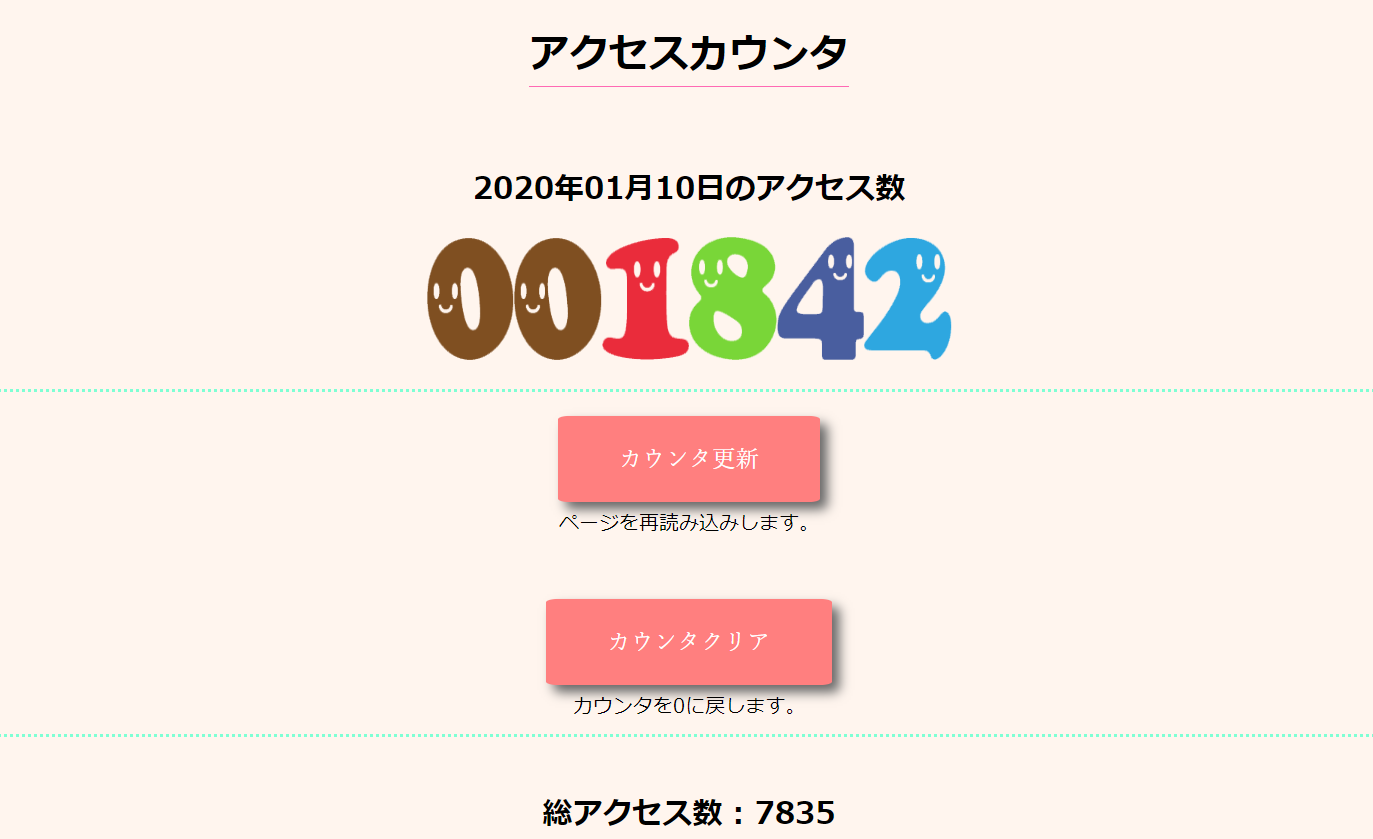 アクセスカウンタ
2020年01月10日のアクセス数
001842
カウンタ更新
ページを再読み込みします。
カウンタクリア
カウンタを0に戻します。
総アクセス数：7835